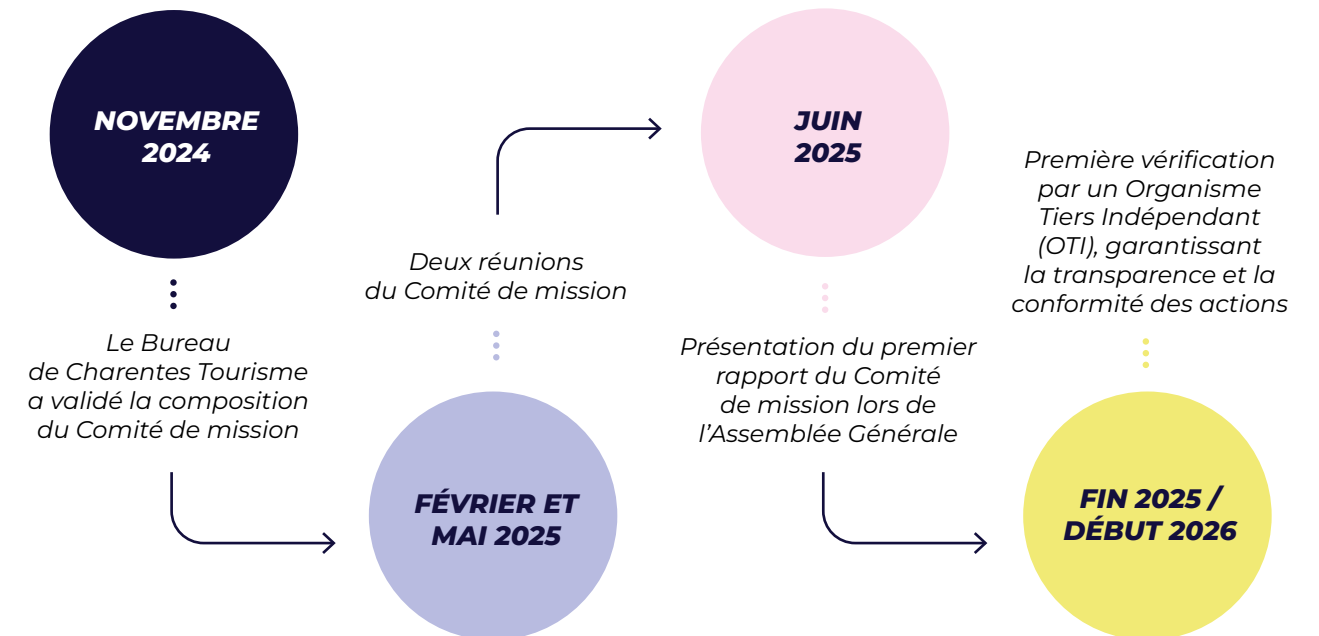 NOVEMBRE
2024
Le Bureau
de Charentes Tourisme
a validé la composition
du Comité de mission
Deux réunions
du Comité de mission
FÉVRIER ET
MAI 2025
JUIN
2025
Présentation du premier
rapport du Comité
de mission lors de
l’Assemblée Générale
Première vérification
par un Organisme
Tiers Indépendant
(OTI), garantissant
la transparence et la
conformité des actions
FIN 2025 /
DÉBUT 2026